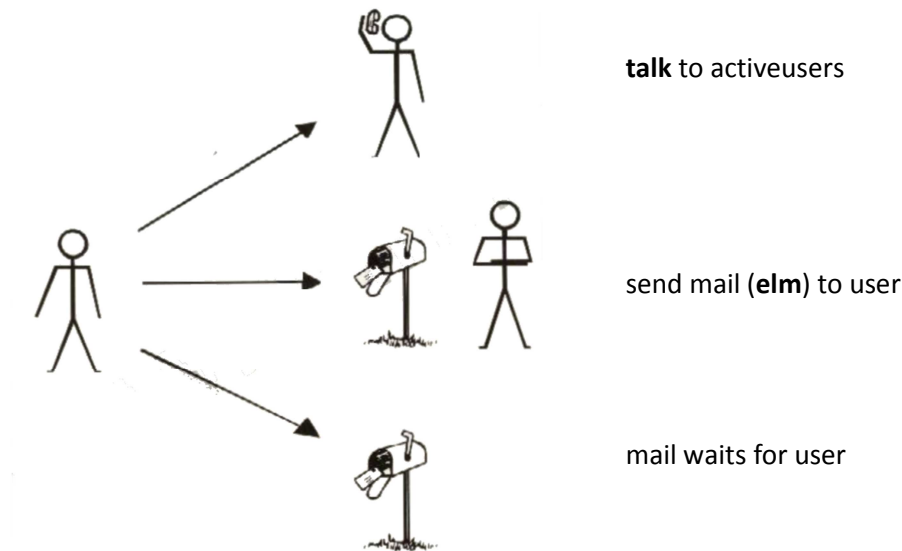 talk to activeusers
send mail (elm) to user
mail waits for user